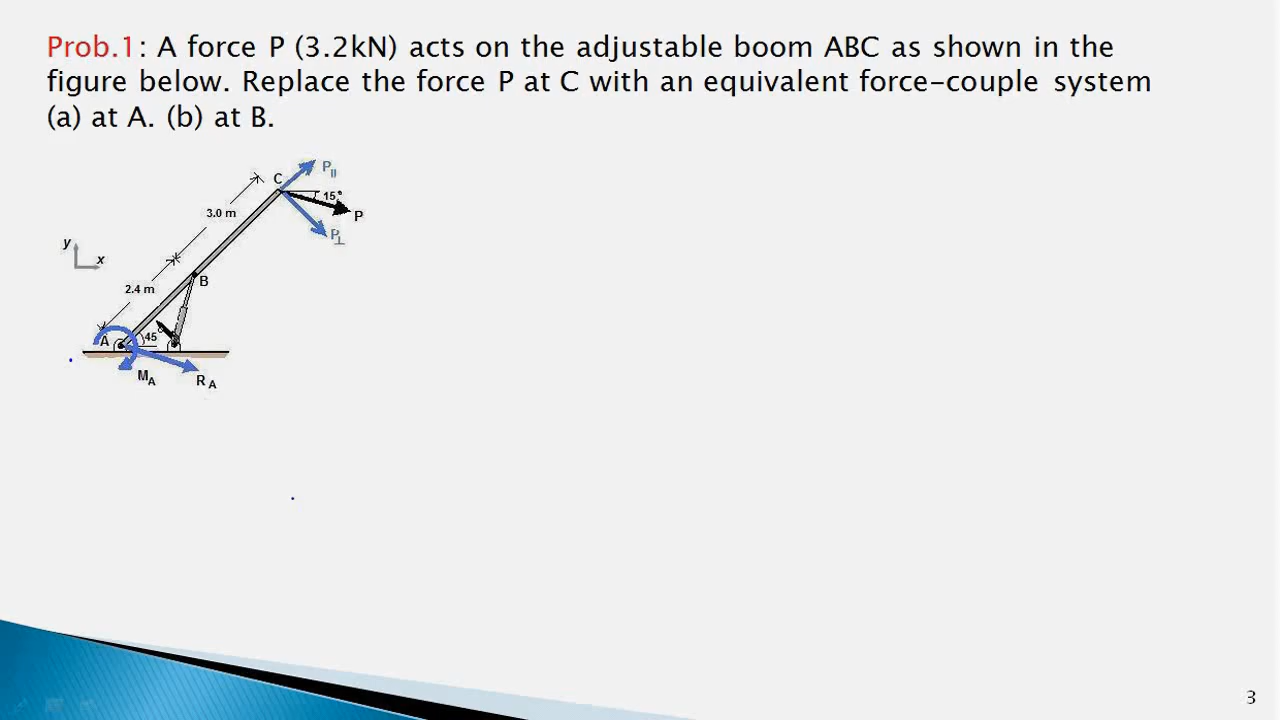 Prob.1: A force P (3.2kN) acts on the adjustable boom ABC as shown in the
figure below. Replace the force P at C with an equivalent force-couple system
(a) at A. (b) at B.
C
P||
15°
P
3.0 m
P⊥
y
x
B
2.4 m
A
45°
MA
RA
3